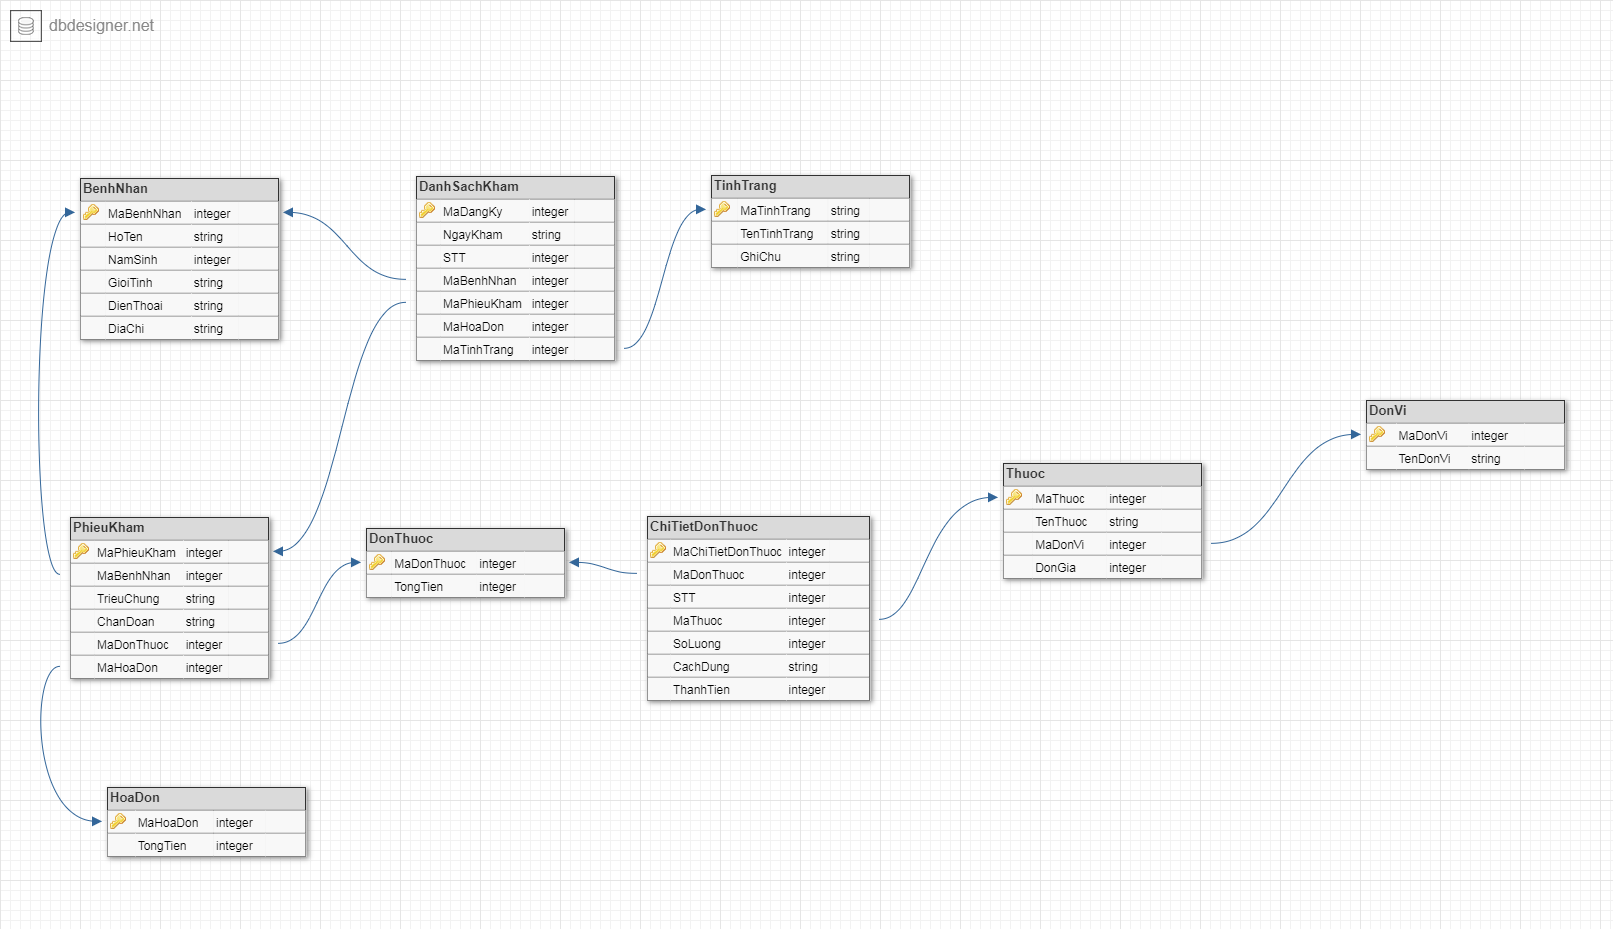 dbdesigner.net
BenhNhan
MaBenhNhan integer
HoTen string
NamSinh integer
GioiTinh string
DienThoai string
DiaChi string
DanhSachKham
MaDangKy integer
NgayKham string
STT integer
MaBenhNhan integer
MaPhieuKham integer
MaHoaDon integer
MaTinhTrang integer
TinhTrang
MaTinhTrang string
TenTinhTrang string
GhiChu string
DonVi
MaDonVi integer
TenDonVi string
Thuoc
MaThuoc integer
TenThuoc string
MaDonVi integer
DonGia integer
PhieuKham
MaPhieuKham integer
MaBenhNhan integer
TrieuChung string
ChanDoan string
MaDonThuoc integer
MaHoaDon integer
DonThuoc
MaDonThuoc integer
TongTien integer
ChiTietDonThuoc
MaChiTietDonThuoc integer
MaDonThuoc integer
STT integer
MaThuoc integer
SoLuong integer
CachDung string
ThanhTien integer
HoaDon
MaHoaDon integer
TongTien integer